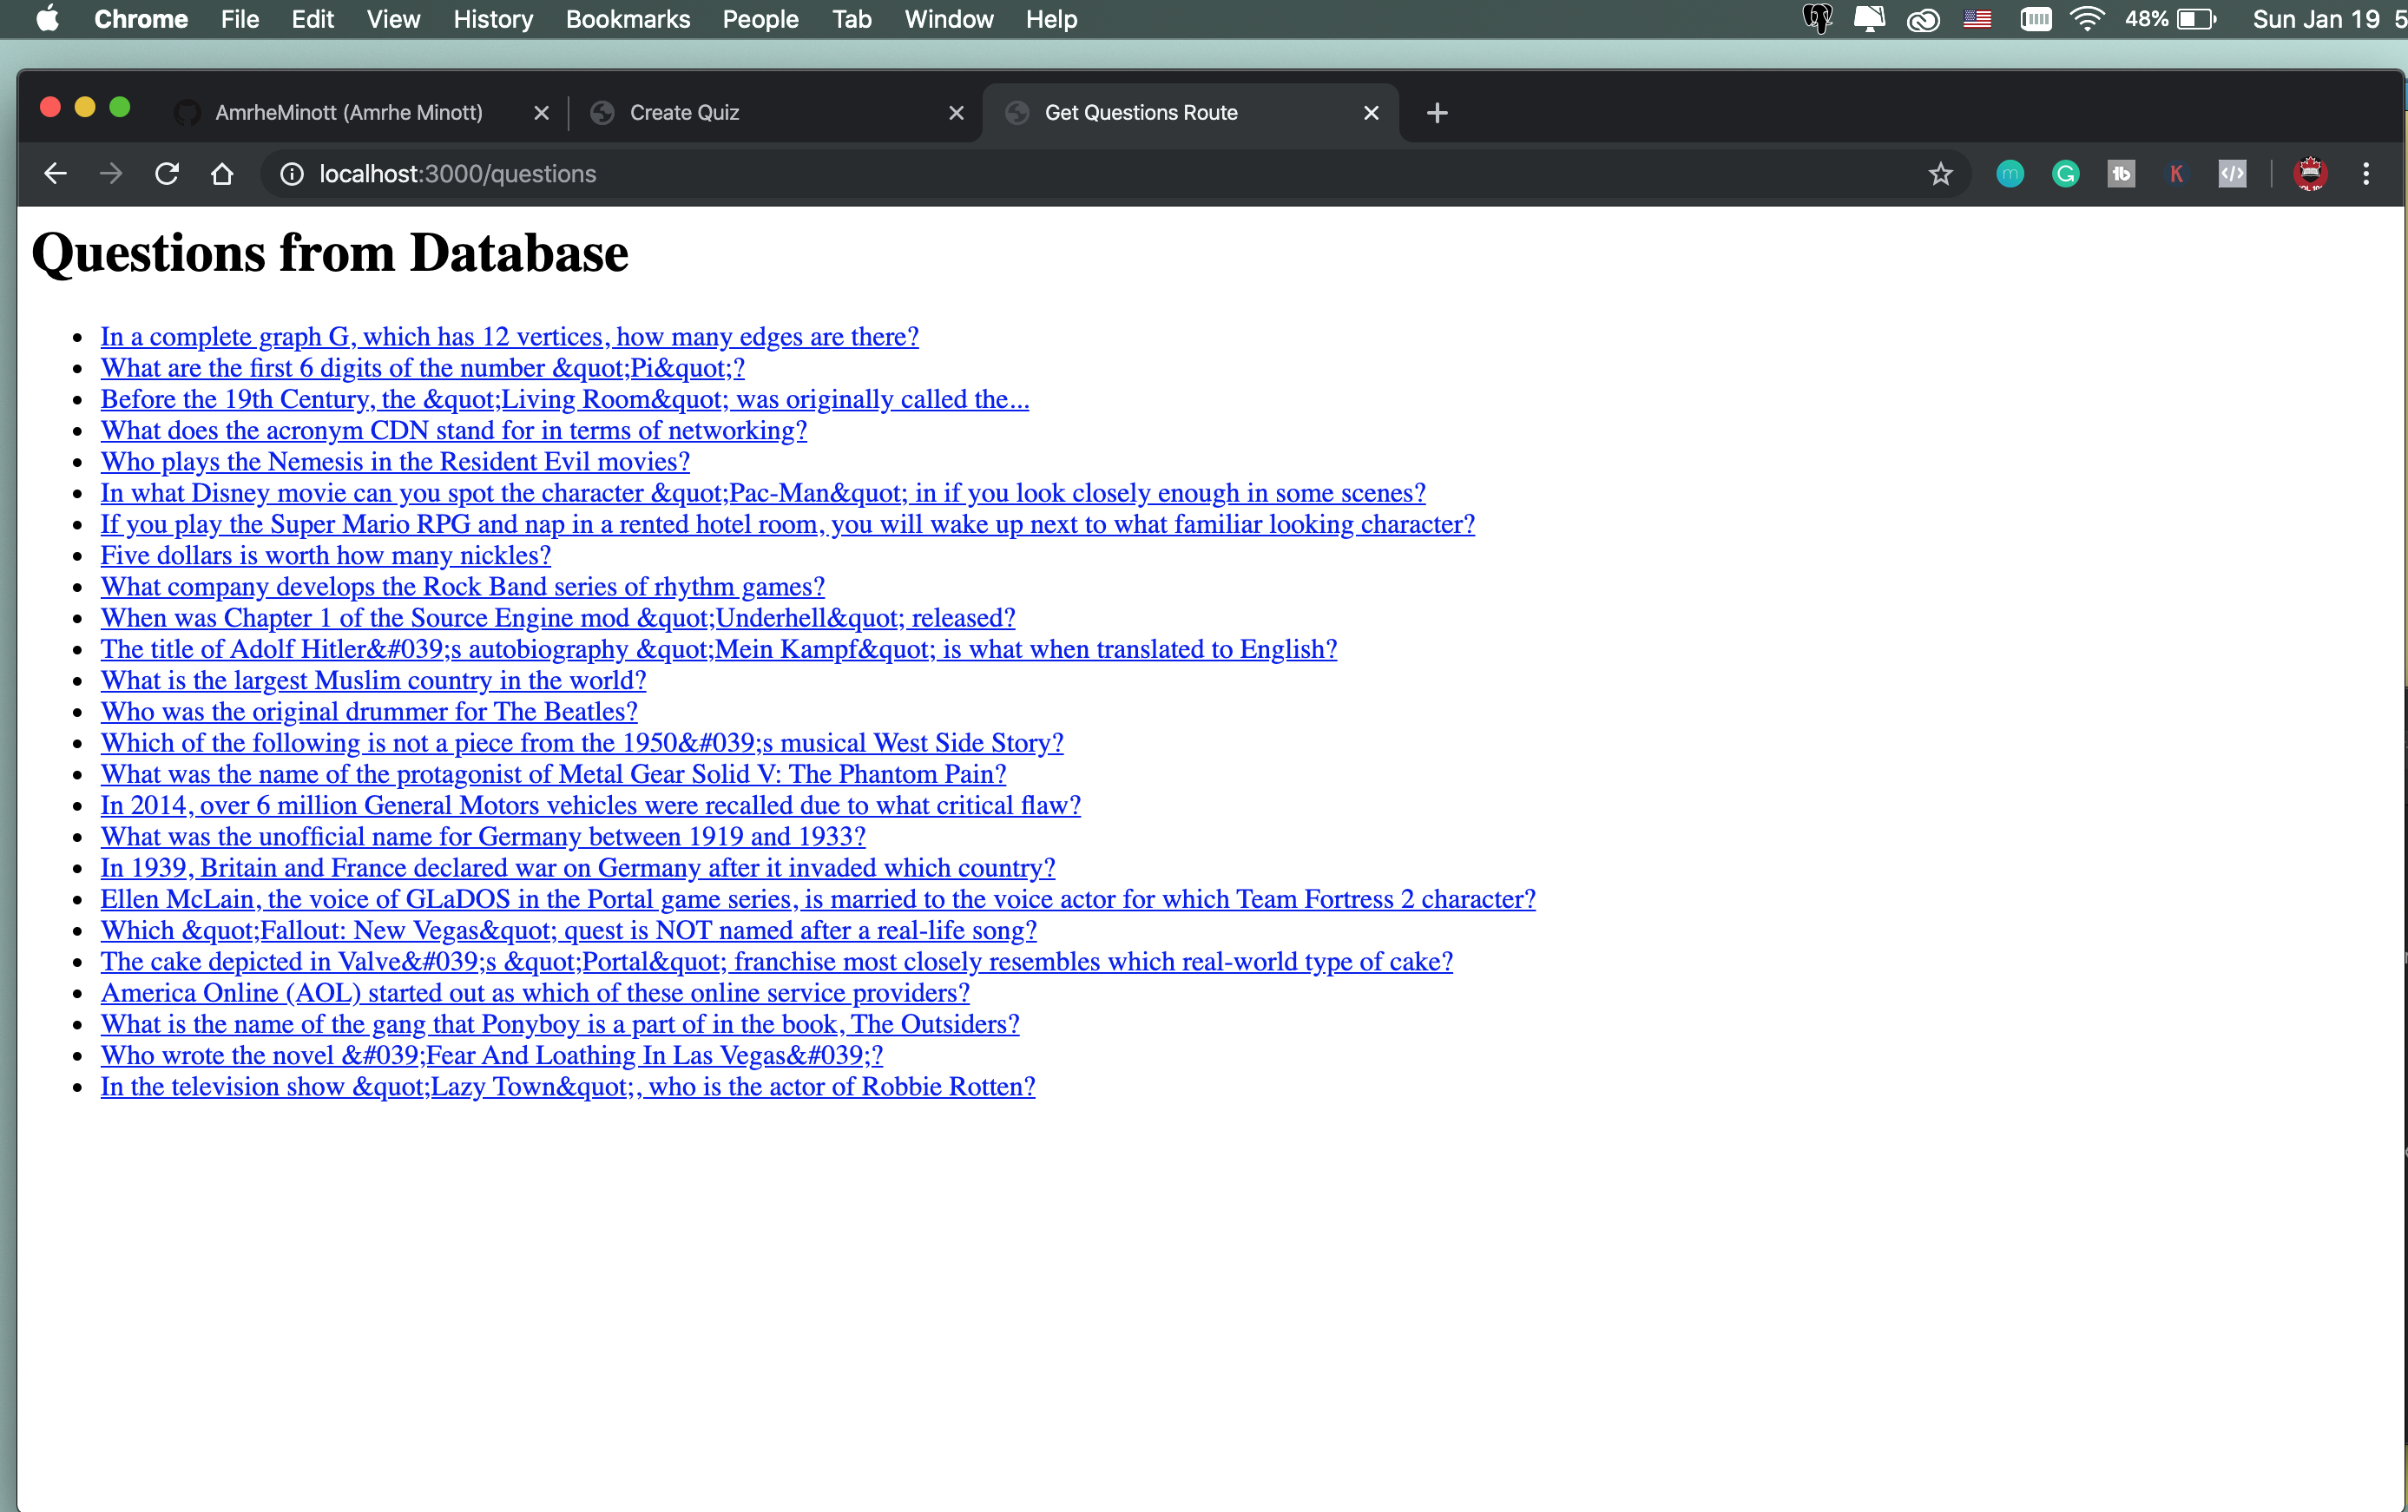 Chrome File Edit View History Bookmarks People Tab Window Help 48% Sun Jan 19 5
AmrheMinott (Amrhe Minott) Create Quiz Get Questions Route
localhost:3000/questions
Questions from Database
In a complete graph G, which has 12 vertices, how many edges are there?
What are the first 6 digits of the number &quot;Pi&quot;?
Before the 19th Century, the &quot;Living Room&quot; was originally called the...
What does the acronym CDN stand for in terms of networking?
Who plays the Nemesis in the Resident Evil movies?
In what Disney movie can you spot the character &quot;Pac-Man&quot; in if you look closely enough in some scenes?
If you play the Super Mario RPG and nap in a rented hotel room, you will wake up next to what familiar looking character?
Five dollars is worth how many nickles?
What company develops the Rock Band series of rhythm games?
When was Chapter 1 of the Source Engine mod &quot;Underhell&quot; released?
The title of Adolf Hitler&#039;s autobiography &quot;Mein Kampf&quot; is what when translated to English?
What is the largest Muslim country in the world?
Who was the original drummer for The Beatles?
Which of the following is not a piece from the 1950&#039;s musical West Side Story?
What was the name of the protagonist of Metal Gear Solid V: The Phantom Pain?
In 2014, over 6 million General Motors vehicles were recalled due to what critical flaw?
What was the unofficial name for Germany between 1919 and 1933?
In 1939, Britain and France declared war on Germany after it invaded which country?
Ellen McLain, the voice of GLaDOS in the Portal game series, is married to the voice actor for which Team Fortress 2 character?
Which &quot;Fallout: New Vegas&quot; quest is NOT named after a real-life song?
The cake depicted in Valve&#039;s &quot;Portal&quot; franchise most closely resembles which real-world type of cake?
America Online (AOL) started out as which of these online service providers?
What is the name of the gang that Ponyboy is a part of in the book, The Outsiders?
Who wrote the novel &#039;Fear And Loathing In Las Vegas&#039;?
In the television show &quot;Lazy Town&quot;, who is the actor of Robbie Rotten?